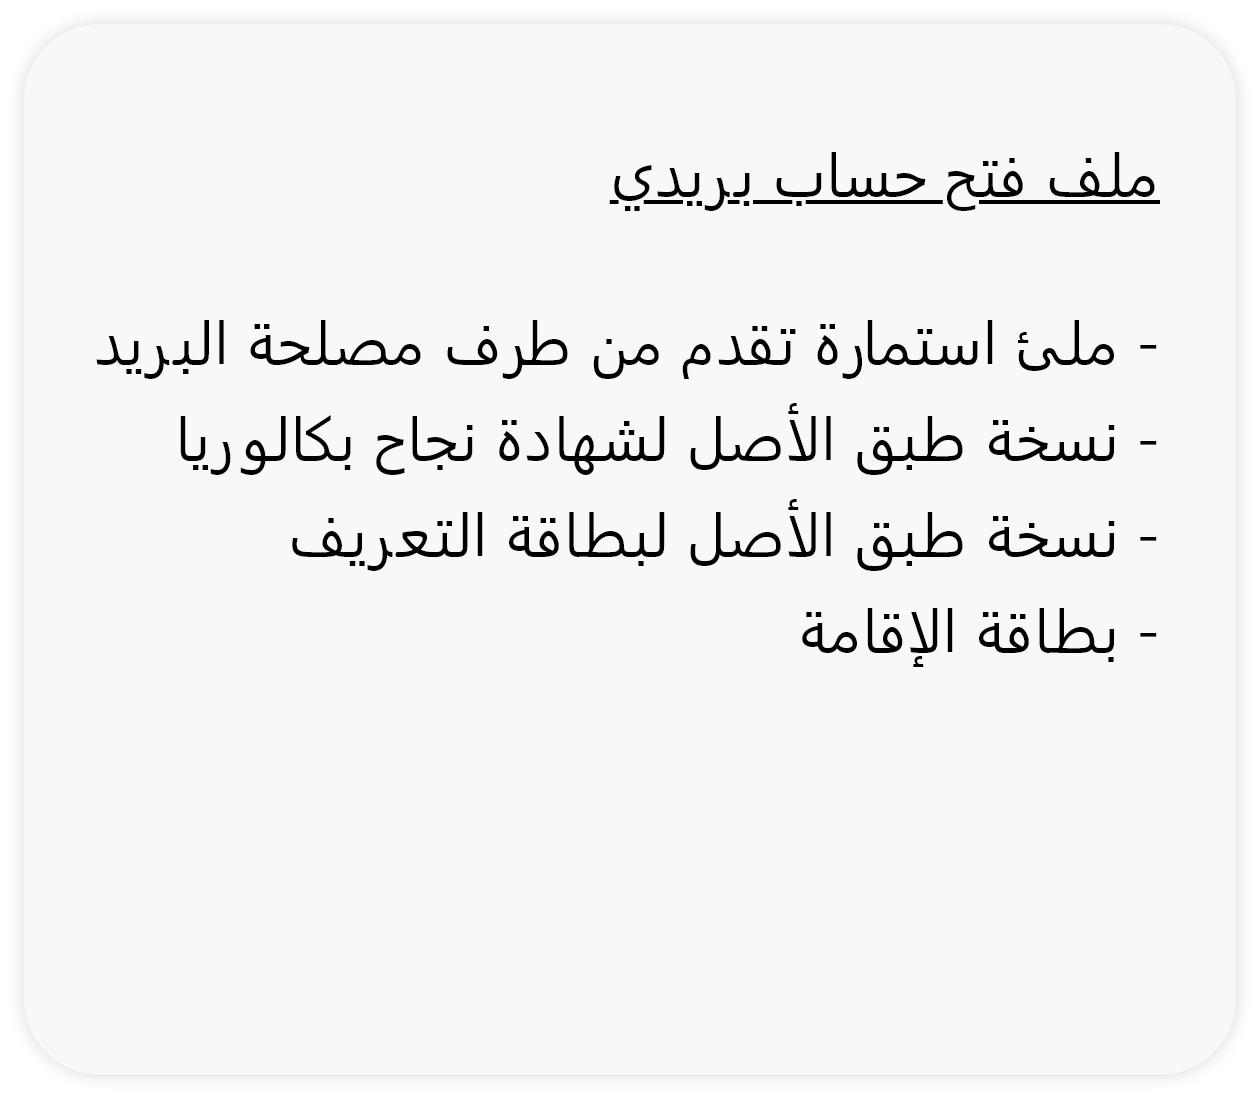 ملف فتح حساب بريدي
- ملئ استمارة تقدم من طرف مصلحة البريد
- نسخة طبق الأصل لشهادة نجاح بكالوريا
- نسخة طبق الأصل لبطاقة التعريف
- بطاقة الإقامة